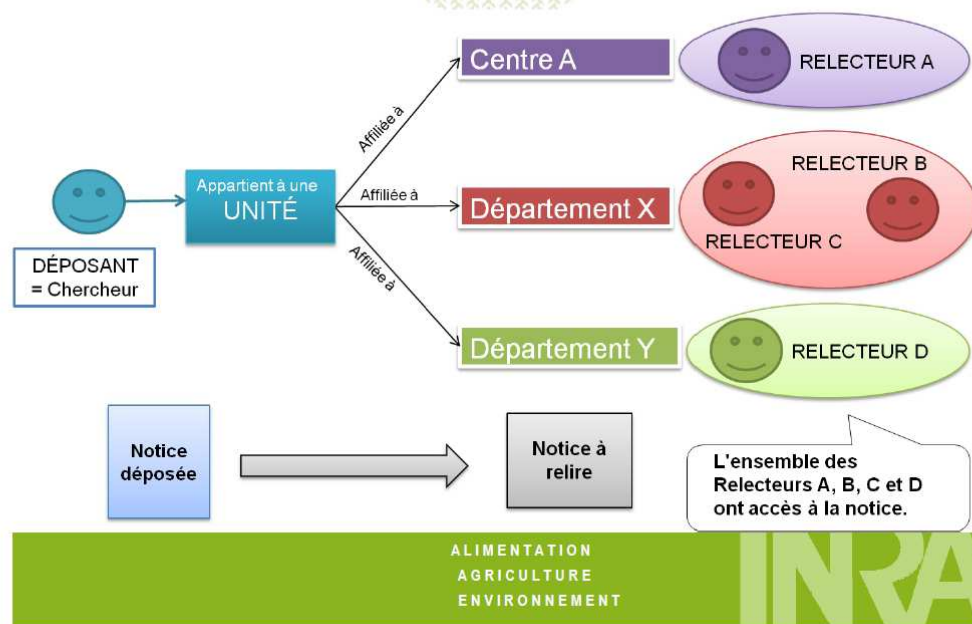 Centre A
RELECTEUR A
Affiliée à
Appartient à une
UNITÉ
Affiliée à
Département X
RELECTEUR B
RELECTEUR C
DÉPOSANT
= Chercheur
Affiliée à
Département Y
RELECTEUR D
Notice
déposée
Notice à
relire
L'ensemble des
Relecteurs A, B, C et D
ont accès à la notice.
ALIMENTATION
AGRICULTURE
ENVIRONNEMENT
INRA